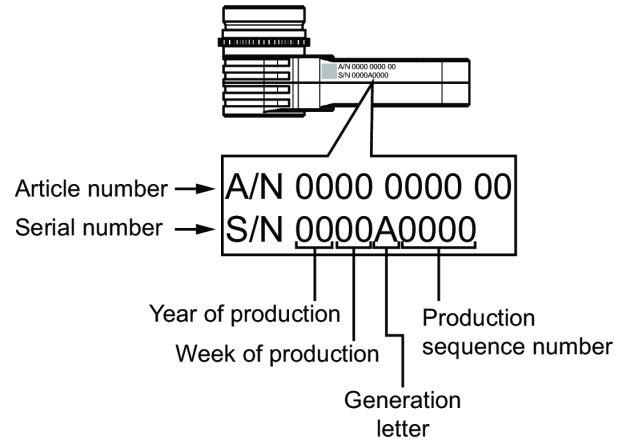 A/N 0000 0000 00
S/N 0000A0000
Article number
A/N 0000 0000 00
Serial number
S/N 0000A0000
Year of production
Week of production
Generation
letter
Production
sequence number